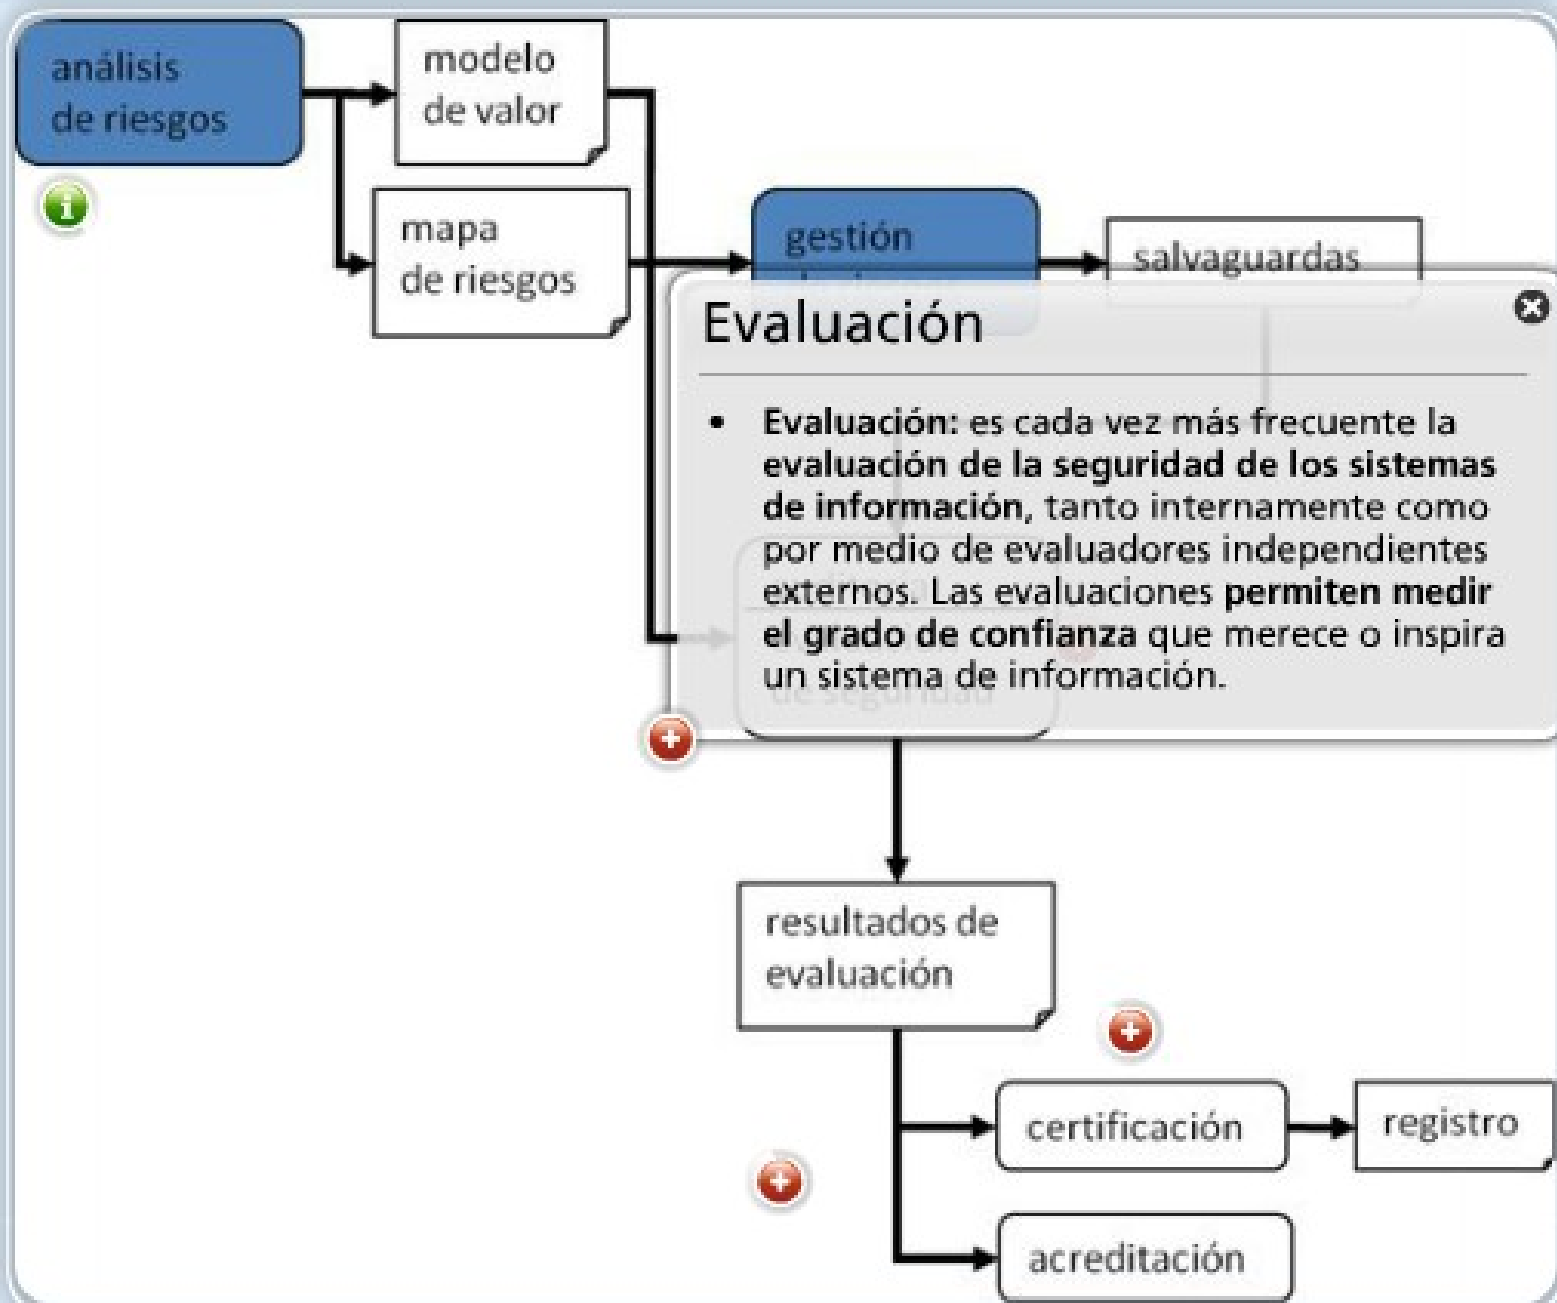 análisis
de riesgos
modelo
de valor
mapa
de riesgos
gestión
salvaguardas
Evaluación
• Evaluación: es cada vez más frecuente la
evaluación de la seguridad de los sistemas
de información, tanto internamente como
por medio de evaluadores independientes
externos. Las evaluaciones permiten medir
el grado de confianza que merece o inspira
un sistema de información.
de seguridad
resultados de
evaluación
certificación
registro
acreditación